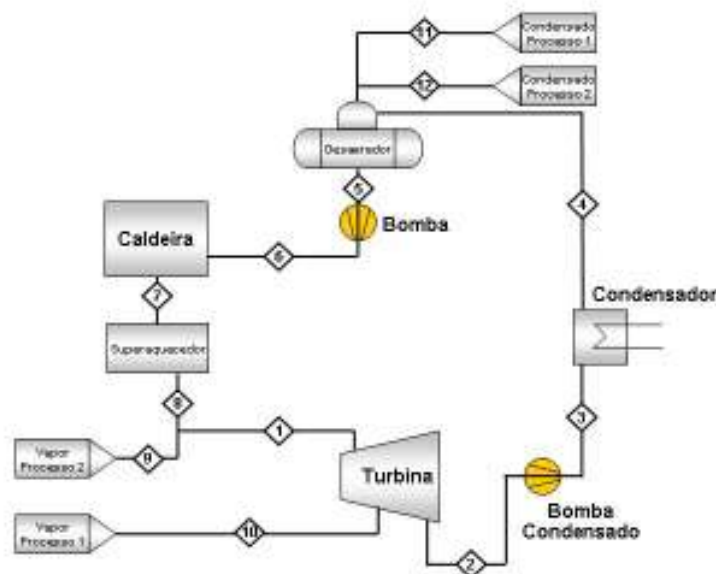 11
Condensado
Processo 1
12
Condensado
Processo 2
Desaerador
5
Bomba
4
Caldeira
6
7
Condensador
Superaquecedor
8
3
1
Vapor
Processo 2
9
Turbina
Bomba
Condensado
Vapor
Processo 1
10
2